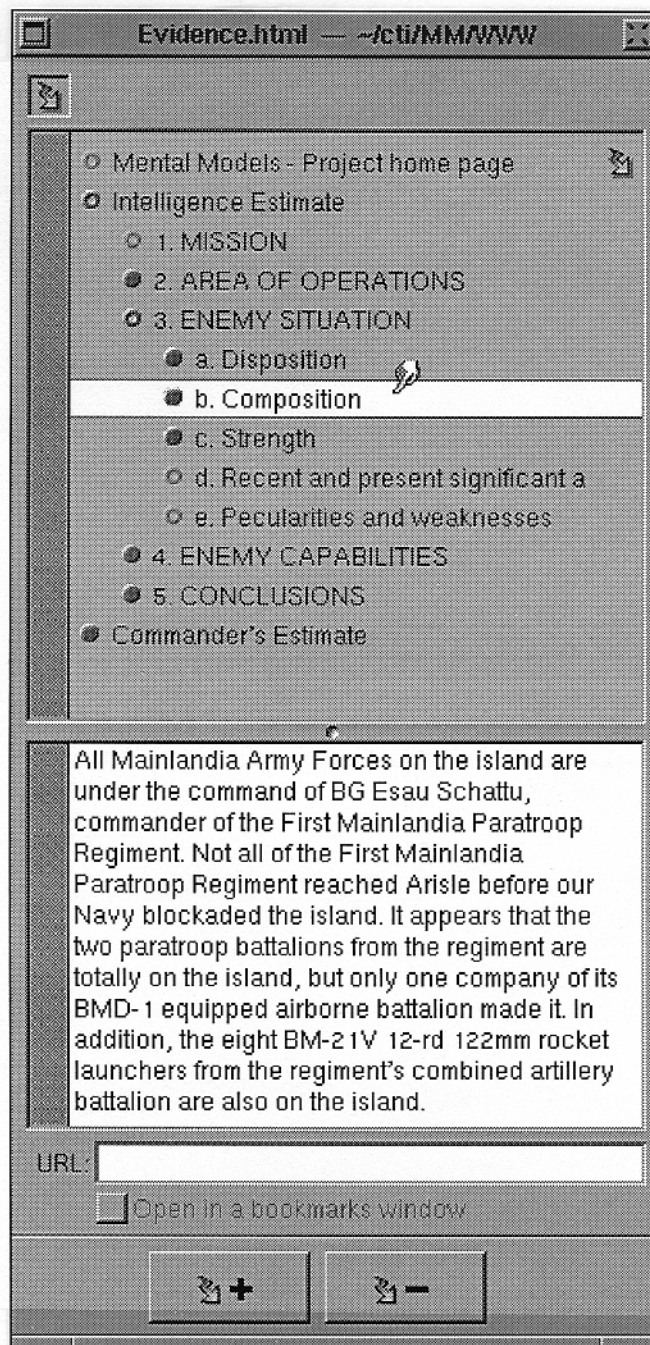 Evidence.html — ~/cti/MM/WWW
Mental Models - Project home page
Intelligence Estimate
1. MISSION
2. AREA OF OPERATIONS
3. ENEMY SITUATION
a. Disposition
b. Composition
c. Strength
d. Recent and present significant a
e. Pecularities and weaknesses
4. ENEMY CAPABILITIES
5. CONCLUSIONS
Commander's Estimate
All Mainlandia Army Forces on the island are
under the command of BG Esau Schattu,
commander of the First Mainlandia Paratroop
Regiment. Not all of the First Mainlandia
Paratroop Regiment reached Arisle before our
Navy blockaded the island. It appears that the
two paratroop battalions from the regiment are
totally on the island, but only one company of its
BMD-1 equipped airborne battalion made it. In
addition, the eight BM-21V 12-rd 122mm rocket
launchers from the regiment's combined artillery
battalion are also on the island.
URL:
Open in a bookmarks window
+ −